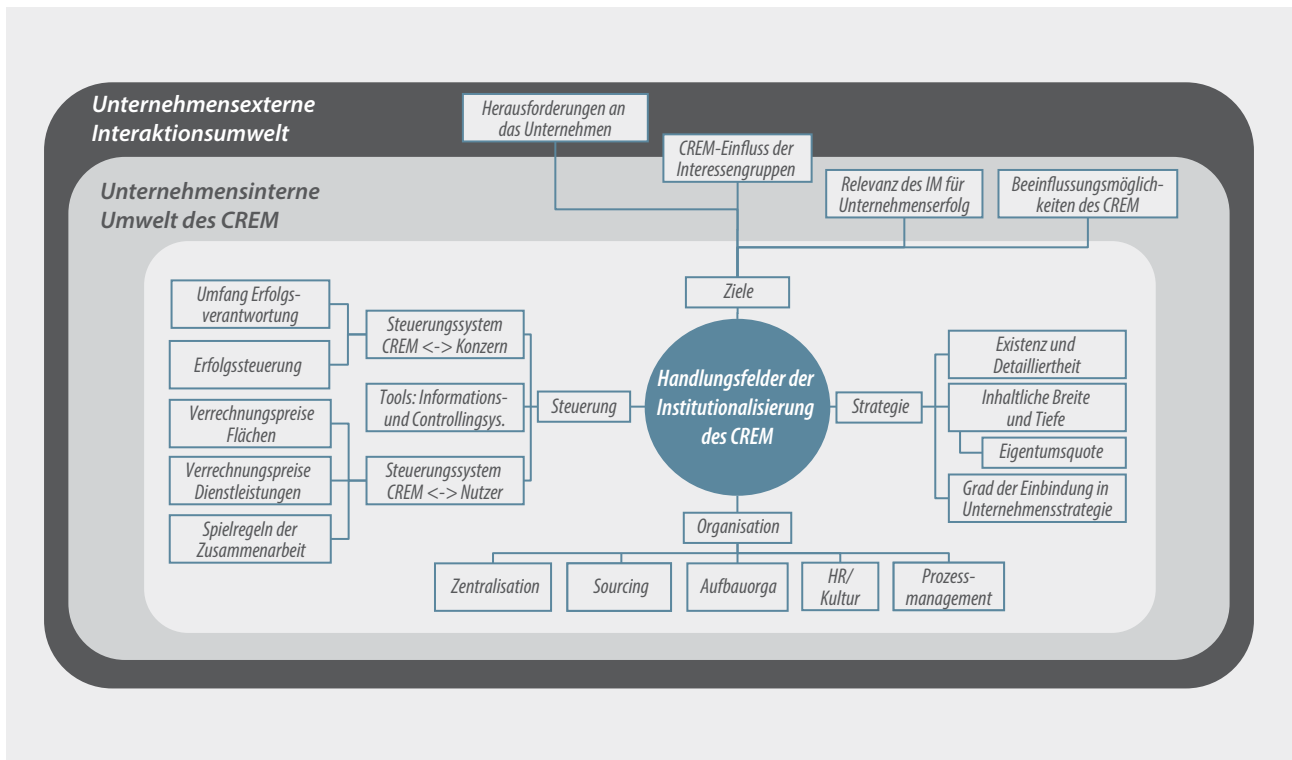 Unternehmensexterne
Interaktionsumwelt
Herausforderungen an
das Unternehmen
CREM-Einfluss der
Interessengruppen
Unternehmensinterne
Umwelt des CREM
Relevanz des IM für
Unternehmenserfolg
Beeinflussungsmöglich-
keiten des CREM
Ziele
Umfang Erfolgs-
verantwortung
Erfolgssteuerung
Verrechnungspreise
Flächen
Verrechnungspreise
Dienstleistungen
Spielregeln der
Zusammenarbeit
Steuerungssystem
CREM <-> Konzern
Tools: Informations-
und Controllingsys.
Steuerungssystem
CREM <-> Nutzer
Steuerung
Handlungsfelder der
Institutionalisierung
des CREM
Strategie
Existenz und
Detailliertheit
Inhaltliche Breite
und Tiefe
Eigentumsquote
Grad der Einbindung in
Unternehmensstrategie
Organisation
Zentralisation
Sourcing
Aufbauorga
HR/
Kultur
Prozess-
management